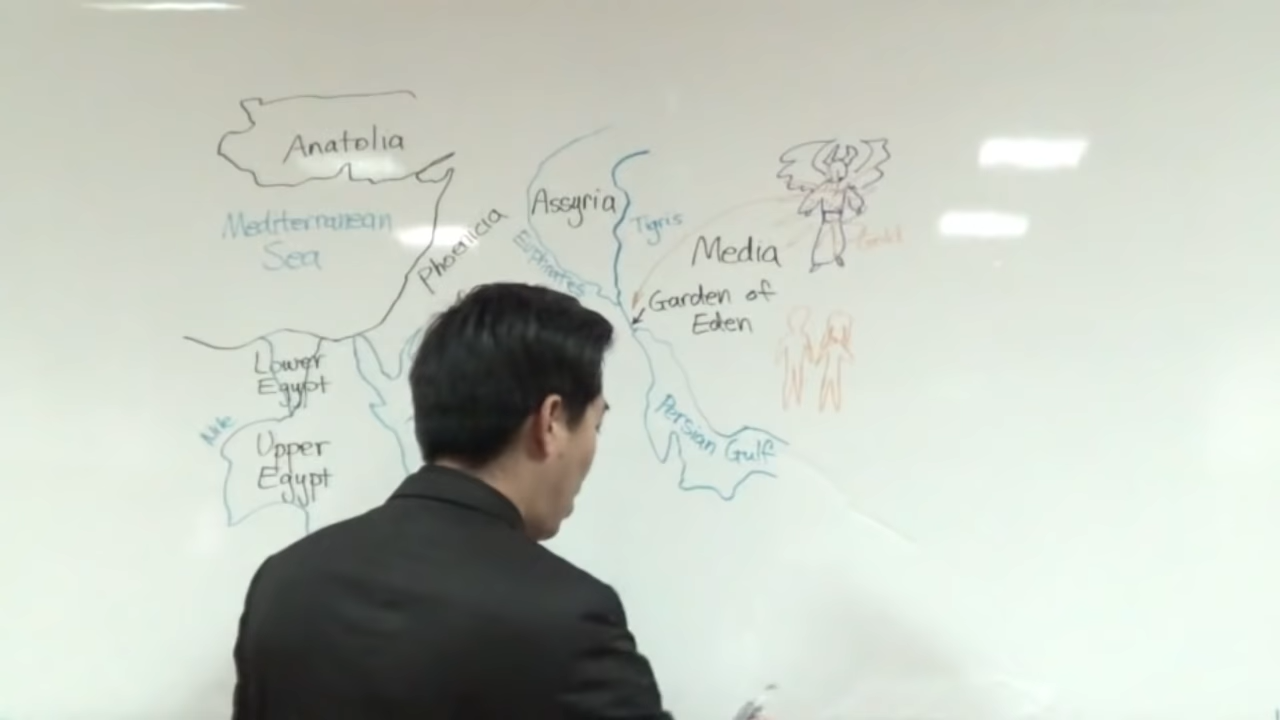 Anatolia
Mediterranean
Sea
Phoenicia
Assyria
Euphrates
Tigris
Media
Garden of
Eden
Lower
Egypt
Nile
Upper
Egypt
Persian Gulf